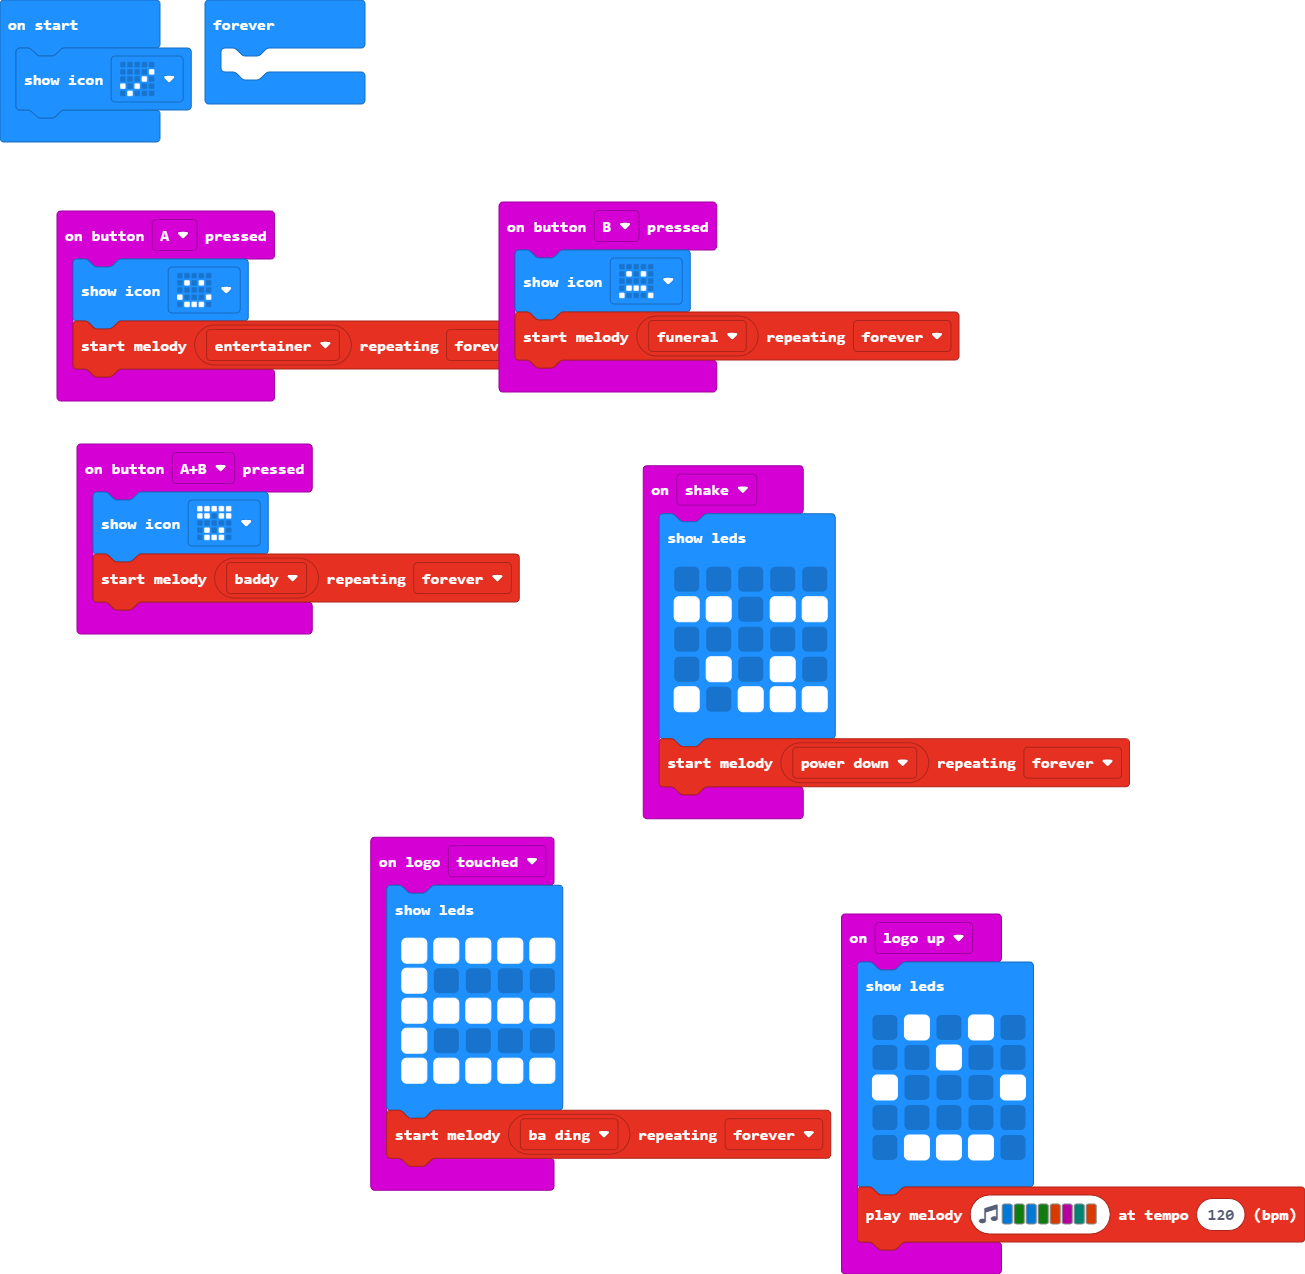 on start
show icon
forever
on button A pressed
show icon
start melody entertainer repeating forev
on button B pressed
show icon
start melody funeral repeating forever
on button A+B pressed
show icon
start melody baddy repeating forever
on shake
show leds
start melody power down repeating forever
on logo touched
show leds
start melody ba ding repeating forever
on logo up
show leds
play melody at tempo 120 (bpm)